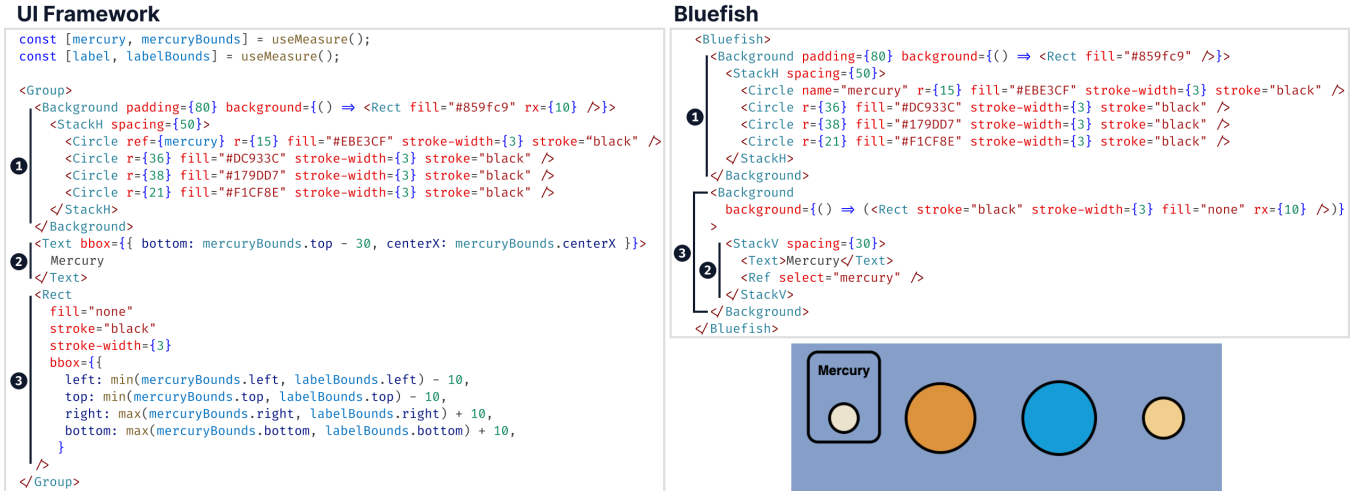 UI Framework
const [mercury, mercuryBounds] = useMeasure();
const [label, labelBounds] = useMeasure();
<Group>
<Background padding={80} background={() ⇒ <Rect fill="#859fc9" rx={10} />}>
<StackH spacing={50}>
<Circle ref={mercury} r={15} fill="#EBE3CF" stroke-width={3} stroke=“black" />
<Circle r={36} fill="#DC933C" stroke-width={3} stroke="black" />
<Circle r={38} fill="#179DD7" stroke-width={3} stroke="black" />
<Circle r={21} fill="#F1CF8E" stroke-width={3} stroke="black" />
</StackH>
</Background>
<Text bbox={{ bottom: mercuryBounds.top - 30, centerX: mercuryBounds.centerX }}>
Mercury
</Text>
<Rect
fill="none"
stroke="black"
stroke-width={3}
bbox={{
left: min(mercuryBounds.left, labelBounds.left) - 10,
top: min(mercuryBounds.top, labelBounds.top) - 10,
right: max(mercuryBounds.right, labelBounds.right) + 10,
bottom: max(mercuryBounds.bottom, labelBounds.bottom) + 10,
}
/>
</Group>
1
2
3
Bluefish
<Bluefish>
<Background padding={80} background={() ⇒ <Rect fill="#859fc9" />}>
<StackH spacing={50}>
<Circle name="mercury" r={15} fill="#EBE3CF" stroke-width={3} stroke="black" />
<Circle r={36} fill="#DC933C" stroke-width={3} stroke="black" />
<Circle r={38} fill="#179DD7" stroke-width={3} stroke="black" />
<Circle r={21} fill="#F1CF8E" stroke-width={3} stroke="black" />
</StackH>
</Background>
<Background
background={() ⇒ (<Rect stroke="black" stroke-width={3} fill="none" rx={10} />)}
>
<StackV spacing={30}>
<Text>Mercury</Text>
<Ref select="mercury" />
</StackV>
</Background>
</Bluefish>
1
3
2
Mercury